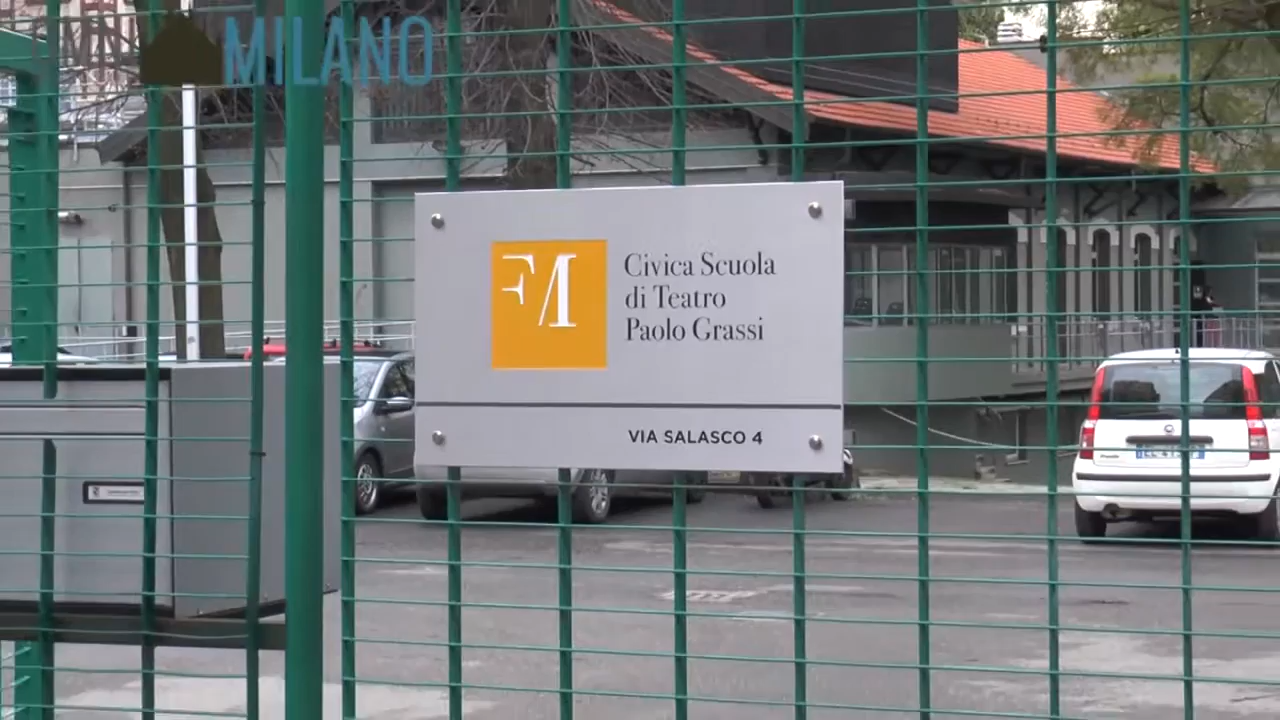 MILANO
FM
Civica Scuola
di Teatro
Paolo Grassi
VIA SALASCO 4